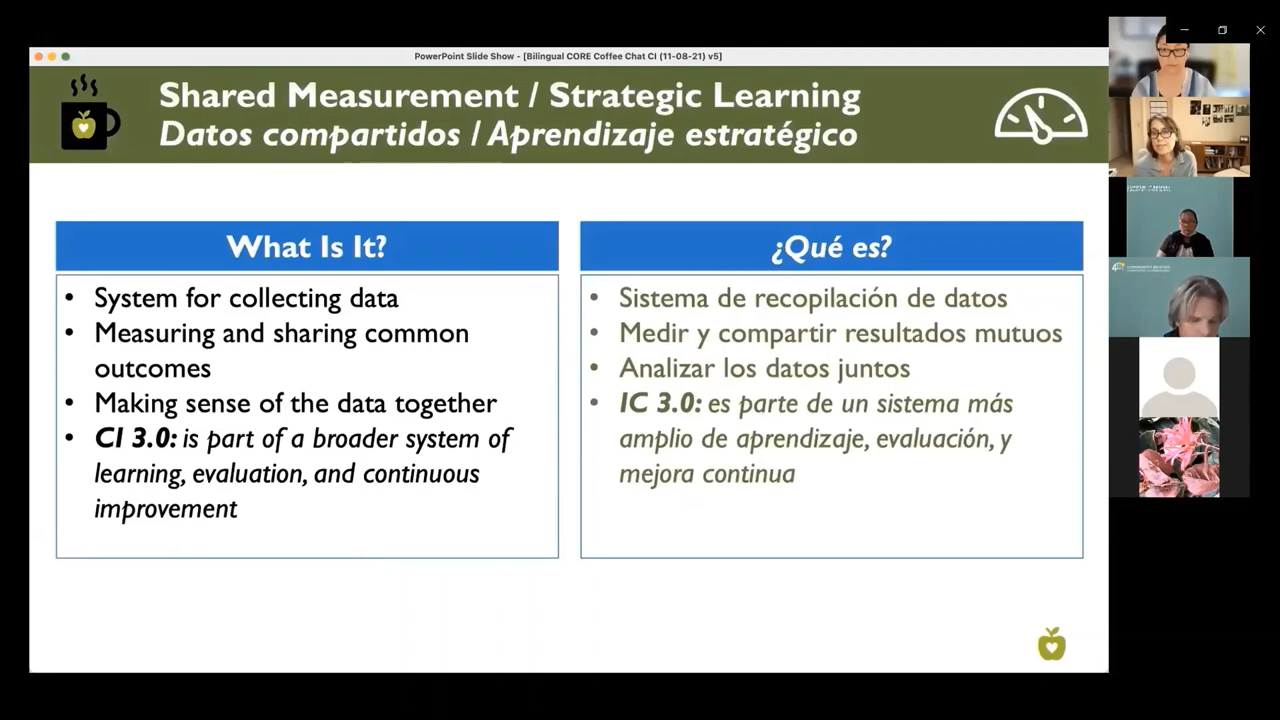 PowerPoint Slide Show - [Bilingual CORE Coffee Chat CI (11-08-21) v5]
Shared Measurement / Strategic Learning
Datos compartidos / Aprendizaje estratégico
What Is It?
• System for collecting data
• Measuring and sharing common
outcomes
• Making sense of the data together
• CI 3.0: is part of a broader system of
learning, evaluation, and continuous
improvement
¿Qué es?
• Sistema de recopilación de datos
• Medir y compartir resultados mutuos
• Analizar los datos juntos
• IC 3.0: es parte de un sistema más
amplio de aprendizaje, evaluación, y
mejora continua